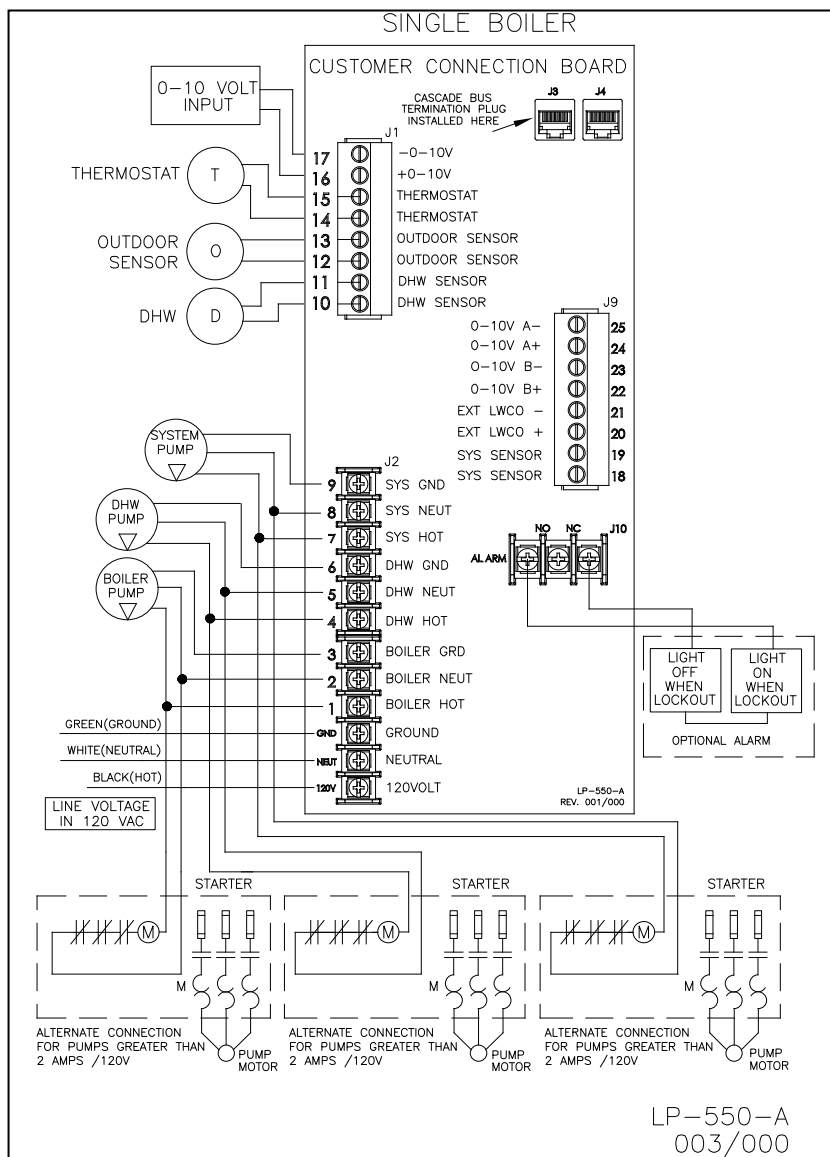 SINGLE BOILER
CUSTOMER CONNECTION BOARD
0-10 VOLT
INPUT
CASCADE BUS
TERMINATION PLUG
INSTALLED HERE
J3
J4
J1
17
-0-10V
16
+0-10V
THERMOSTAT
T
15
THERMOSTAT
14
THERMOSTAT
OUTDOOR
SENSOR
O
13
OUTDOOR SENSOR
12
OUTDOOR SENSOR
DHW
D
11
DHW SENSOR
10
DHW SENSOR
J9
0-10V A-
25
0-10V A+
24
0-10V B-
23
0-10V B+
22
EXT LWCO -
21
EXT LWCO +
20
SYS SENSOR
19
SYS SENSOR
18
SYSTEM
PUMP
DHW
PUMP
BOILER
PUMP
J2
9
SYS GND
8
SYS NEUT
7
SYS HOT
6
DHW GND
5
DHW NEUT
4
DHW HOT
3
BOILER GRD
2
BOILER NEUT
1
BOILER HOT
GREEN(GROUND)
GND
GROUND
WHITE(NEUTRAL)
NEUT
NEUTRAL
BLACK(HOT)
120V
120VOLT
LINE VOLTAGE
IN 120 VAC
ALARM
NO
NC
J10
LIGHT
OFF
WHEN
LOCKOUT
LIGHT
ON
WHEN
LOCKOUT
OPTIONAL ALARM
LP-550-A
REV. 001/000
STARTER
M
M
ALTERNATE CONNECTION
FOR PUMPS GREATER THAN
2 AMPS /120V
PUMP
MOTOR
STARTER
M
M
ALTERNATE CONNECTION
FOR PUMPS GREATER THAN
2 AMPS /120V
PUMP
MOTOR
STARTER
M
M
ALTERNATE CONNECTION
FOR PUMPS GREATER THAN
2 AMPS /120V
PUMP
MOTOR
LP-550-A
003/000